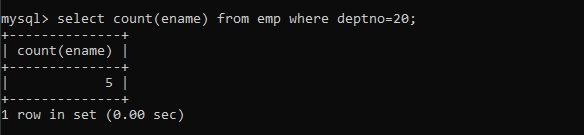 mysql> select count(ename) from emp where deptno=20;
+--------------+
| count(ename) |
+--------------+
|            5 |
+--------------+
1 row in set (0.00 sec)